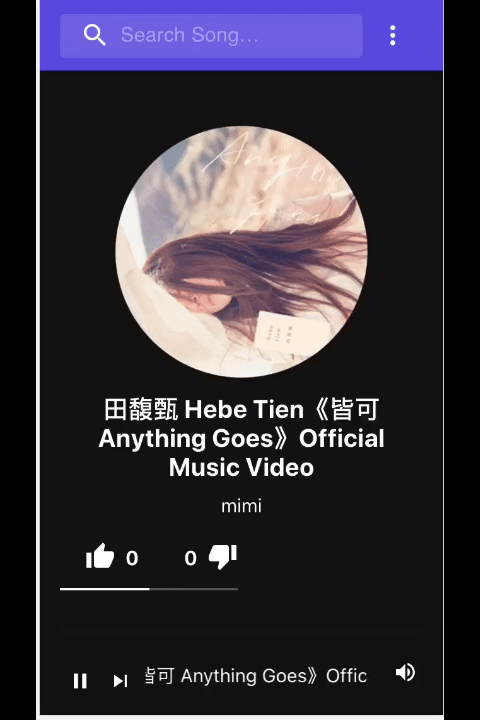 Search Song...
Anything
田馥甄 Hebe Tien《皆可
Anything Goes》Official
Music Video
mimi
0
0
皆可 Anything Goes》Offic